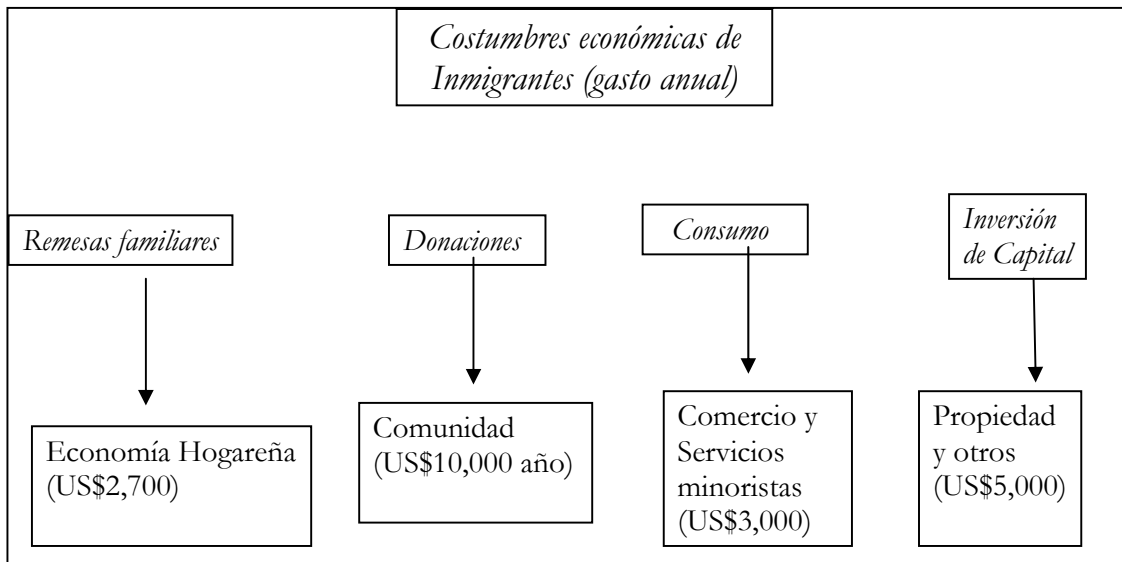 Costumbres económicas de
Inmigrantes (gasto anual)
Remesas familiares
Donaciones
Consumo
Inversión
de Capital
Economía Hogareña
(US$2,700)
Comunidad
(US$10,000 año)
Comercio y
Servicios
minoristas
(US$3,000)
Propiedad
y otros
(US$5,000)